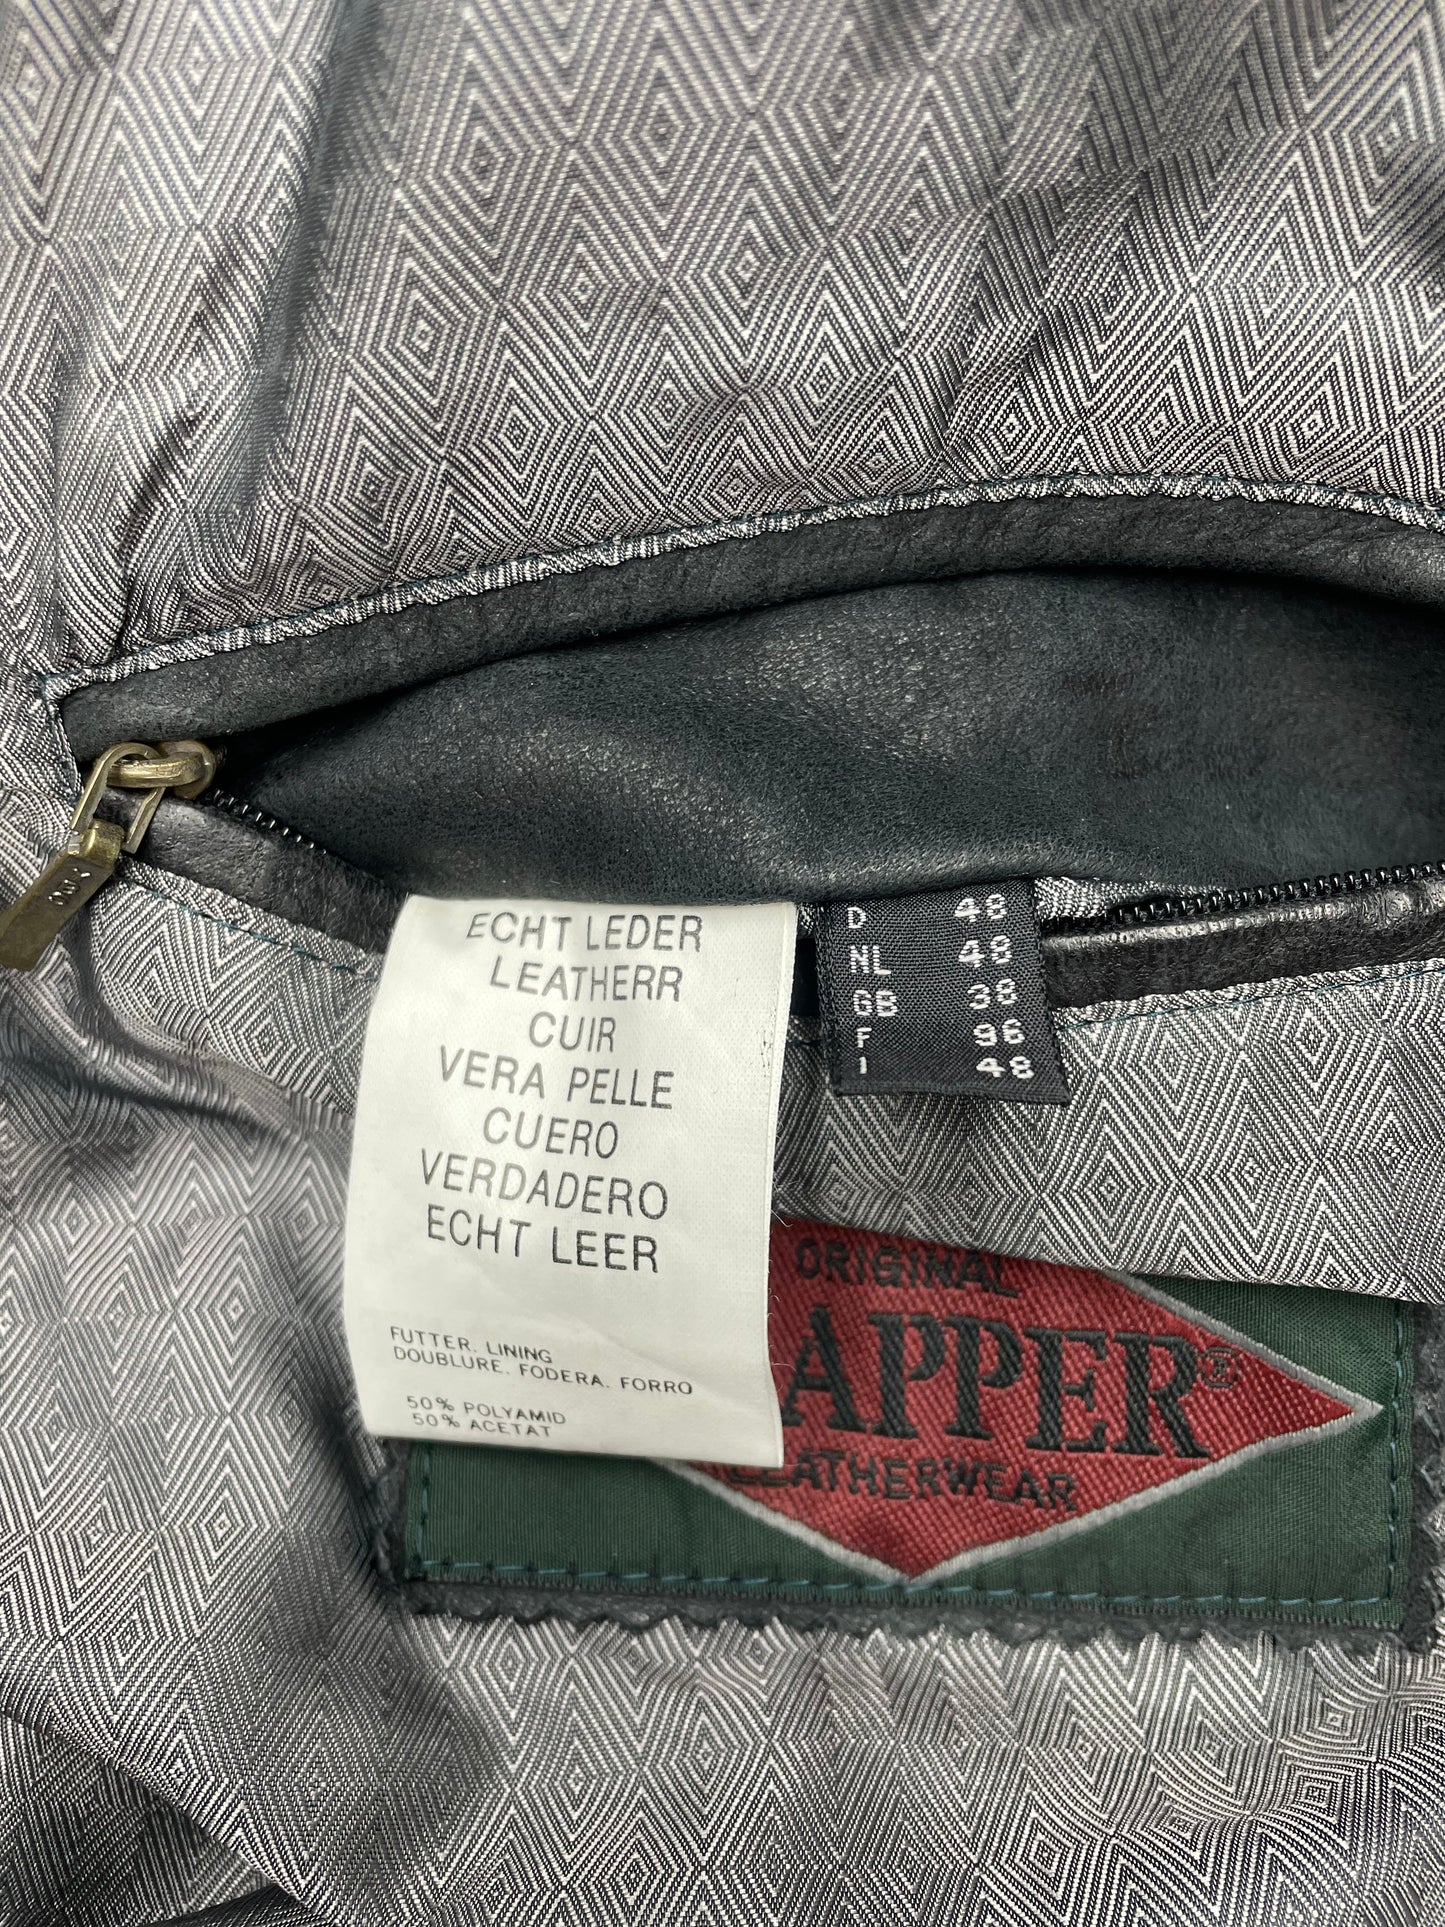 ECHT LEDER
LEATHERR
CUIR
VERA PELLE
CUERO
VERDADERO
ECHT LEER
FUTTER. LINING
DOUBLURE. FODERA. FORRO
50% POLYAMID
50% ACETAT
D 48
NL 48
GB 38
F 96
I 48
ORIGINAL
APPER®
LEATHERWEAR
YKK